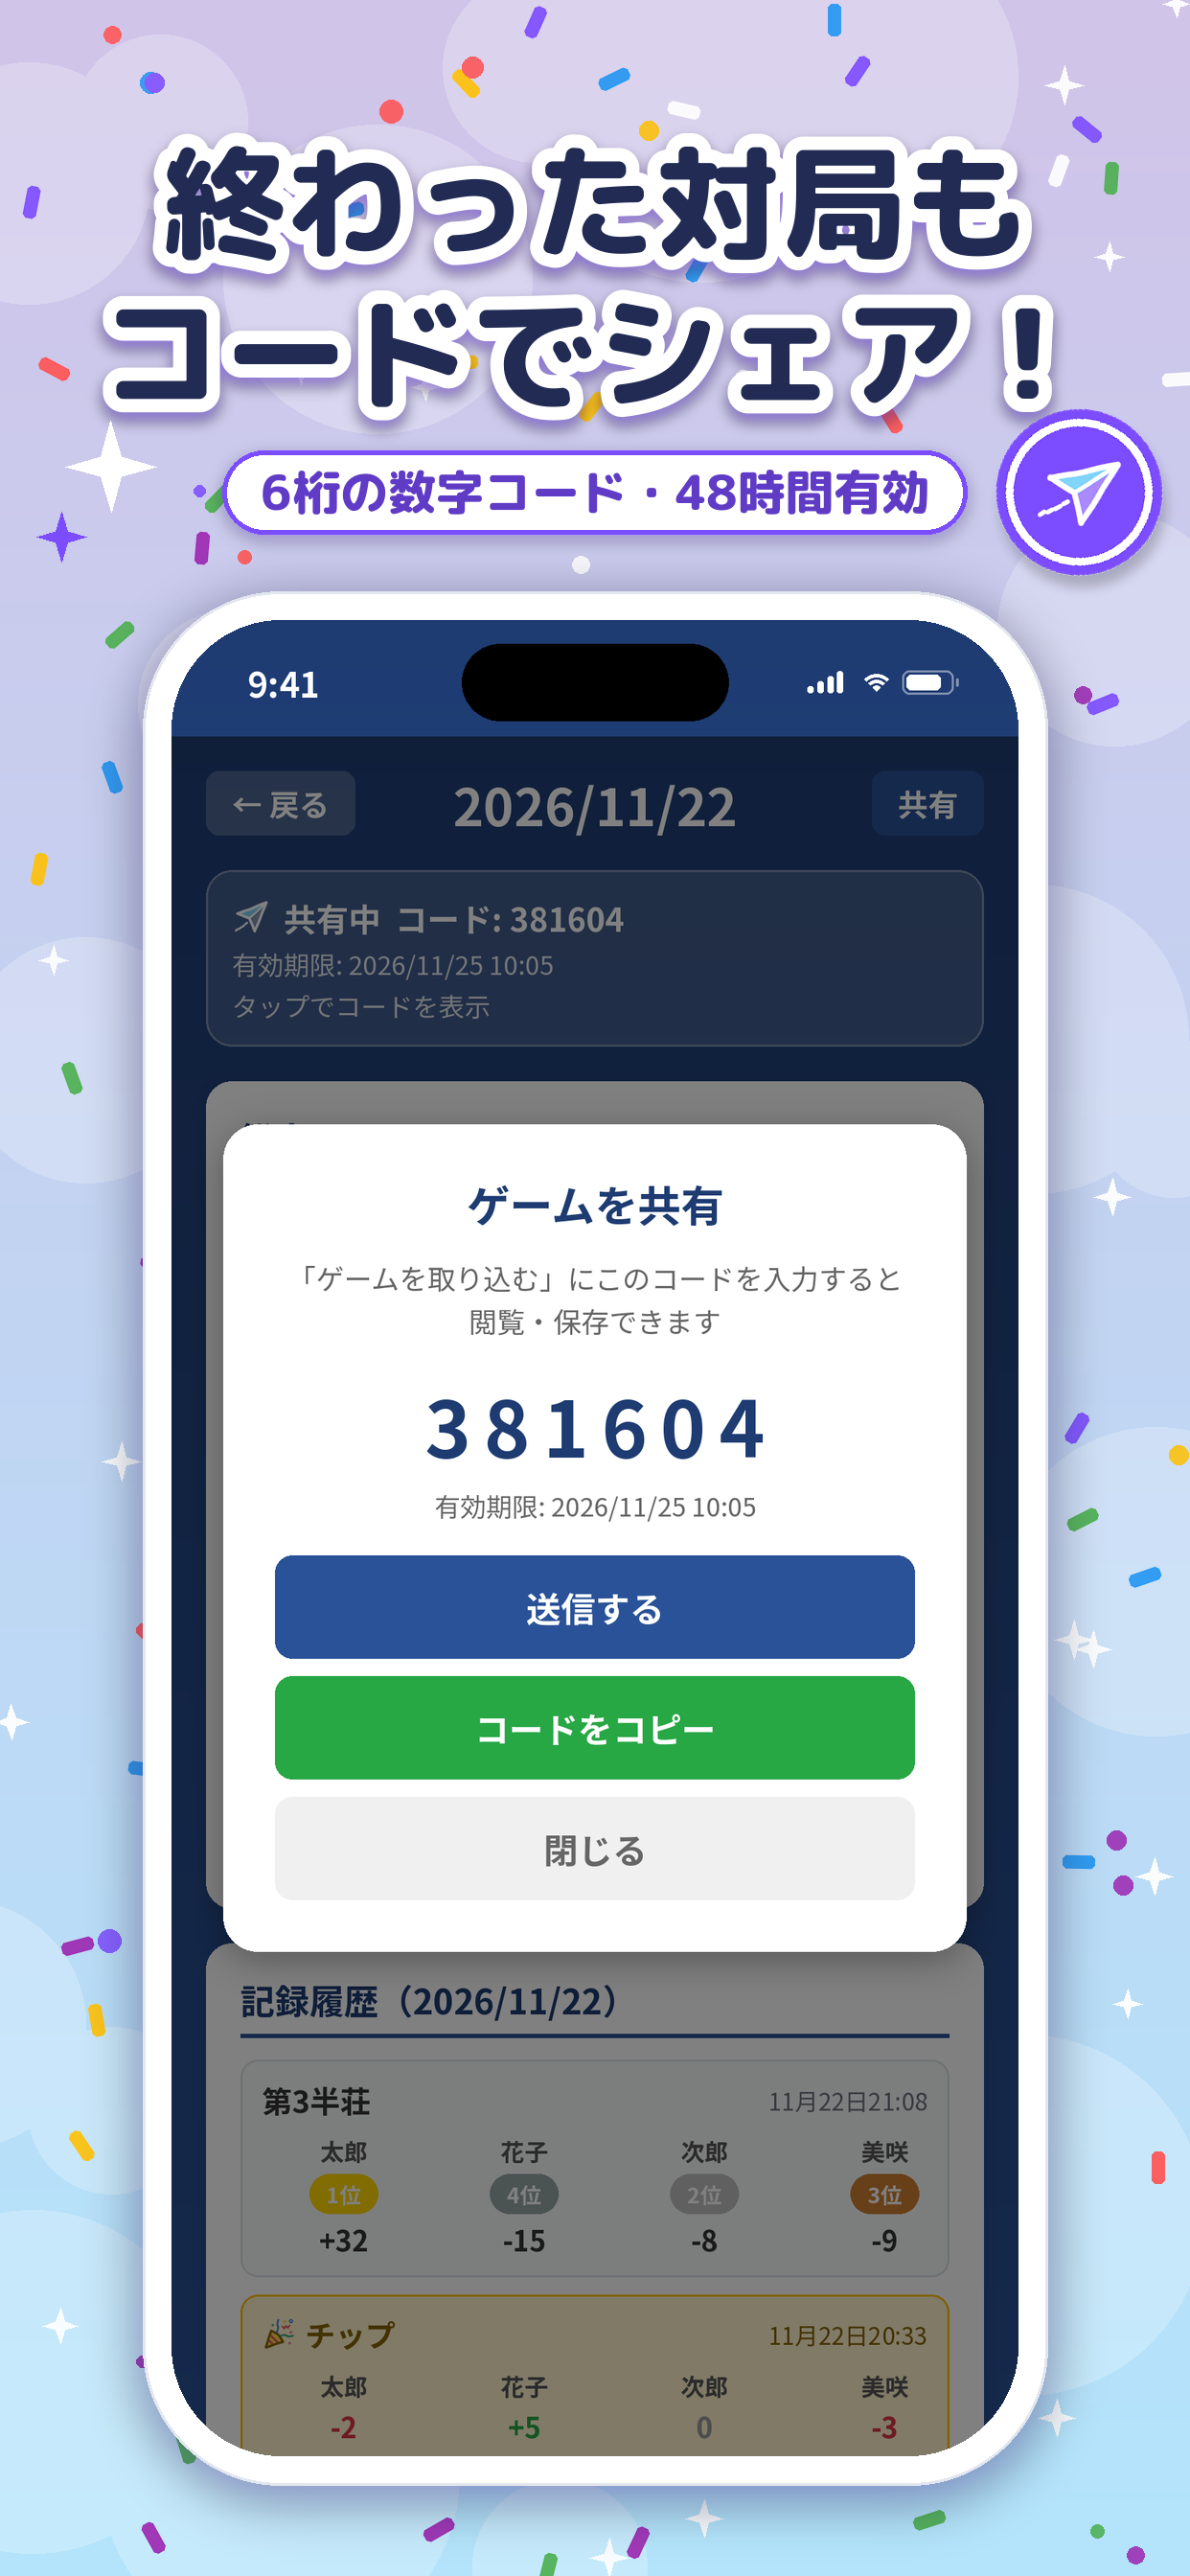 終わった対局も
コードでシェア！
6桁の数字コード・48時間有効
9:41
← 戻る
2026/11/22
共有
共有中 コード: 381604
有効期限: 2026/11/25 10:05
タップでコードを表示
ゲームを共有
「ゲームを取り込む」にこのコードを入力すると
閲覧・保存できます
381604
有効期限: 2026/11/25 10:05
送信する
コードをコピー
閉じる
記録履歴（2026/11/22）
第3半荘 11月22日21:08
太郎 花子 次郎 美咲
1位 4位 2位 3位
+32 -15 -8 -9
チップ 11月22日20:33
太郎 花子 次郎 美咲
-2 +5 0 -3